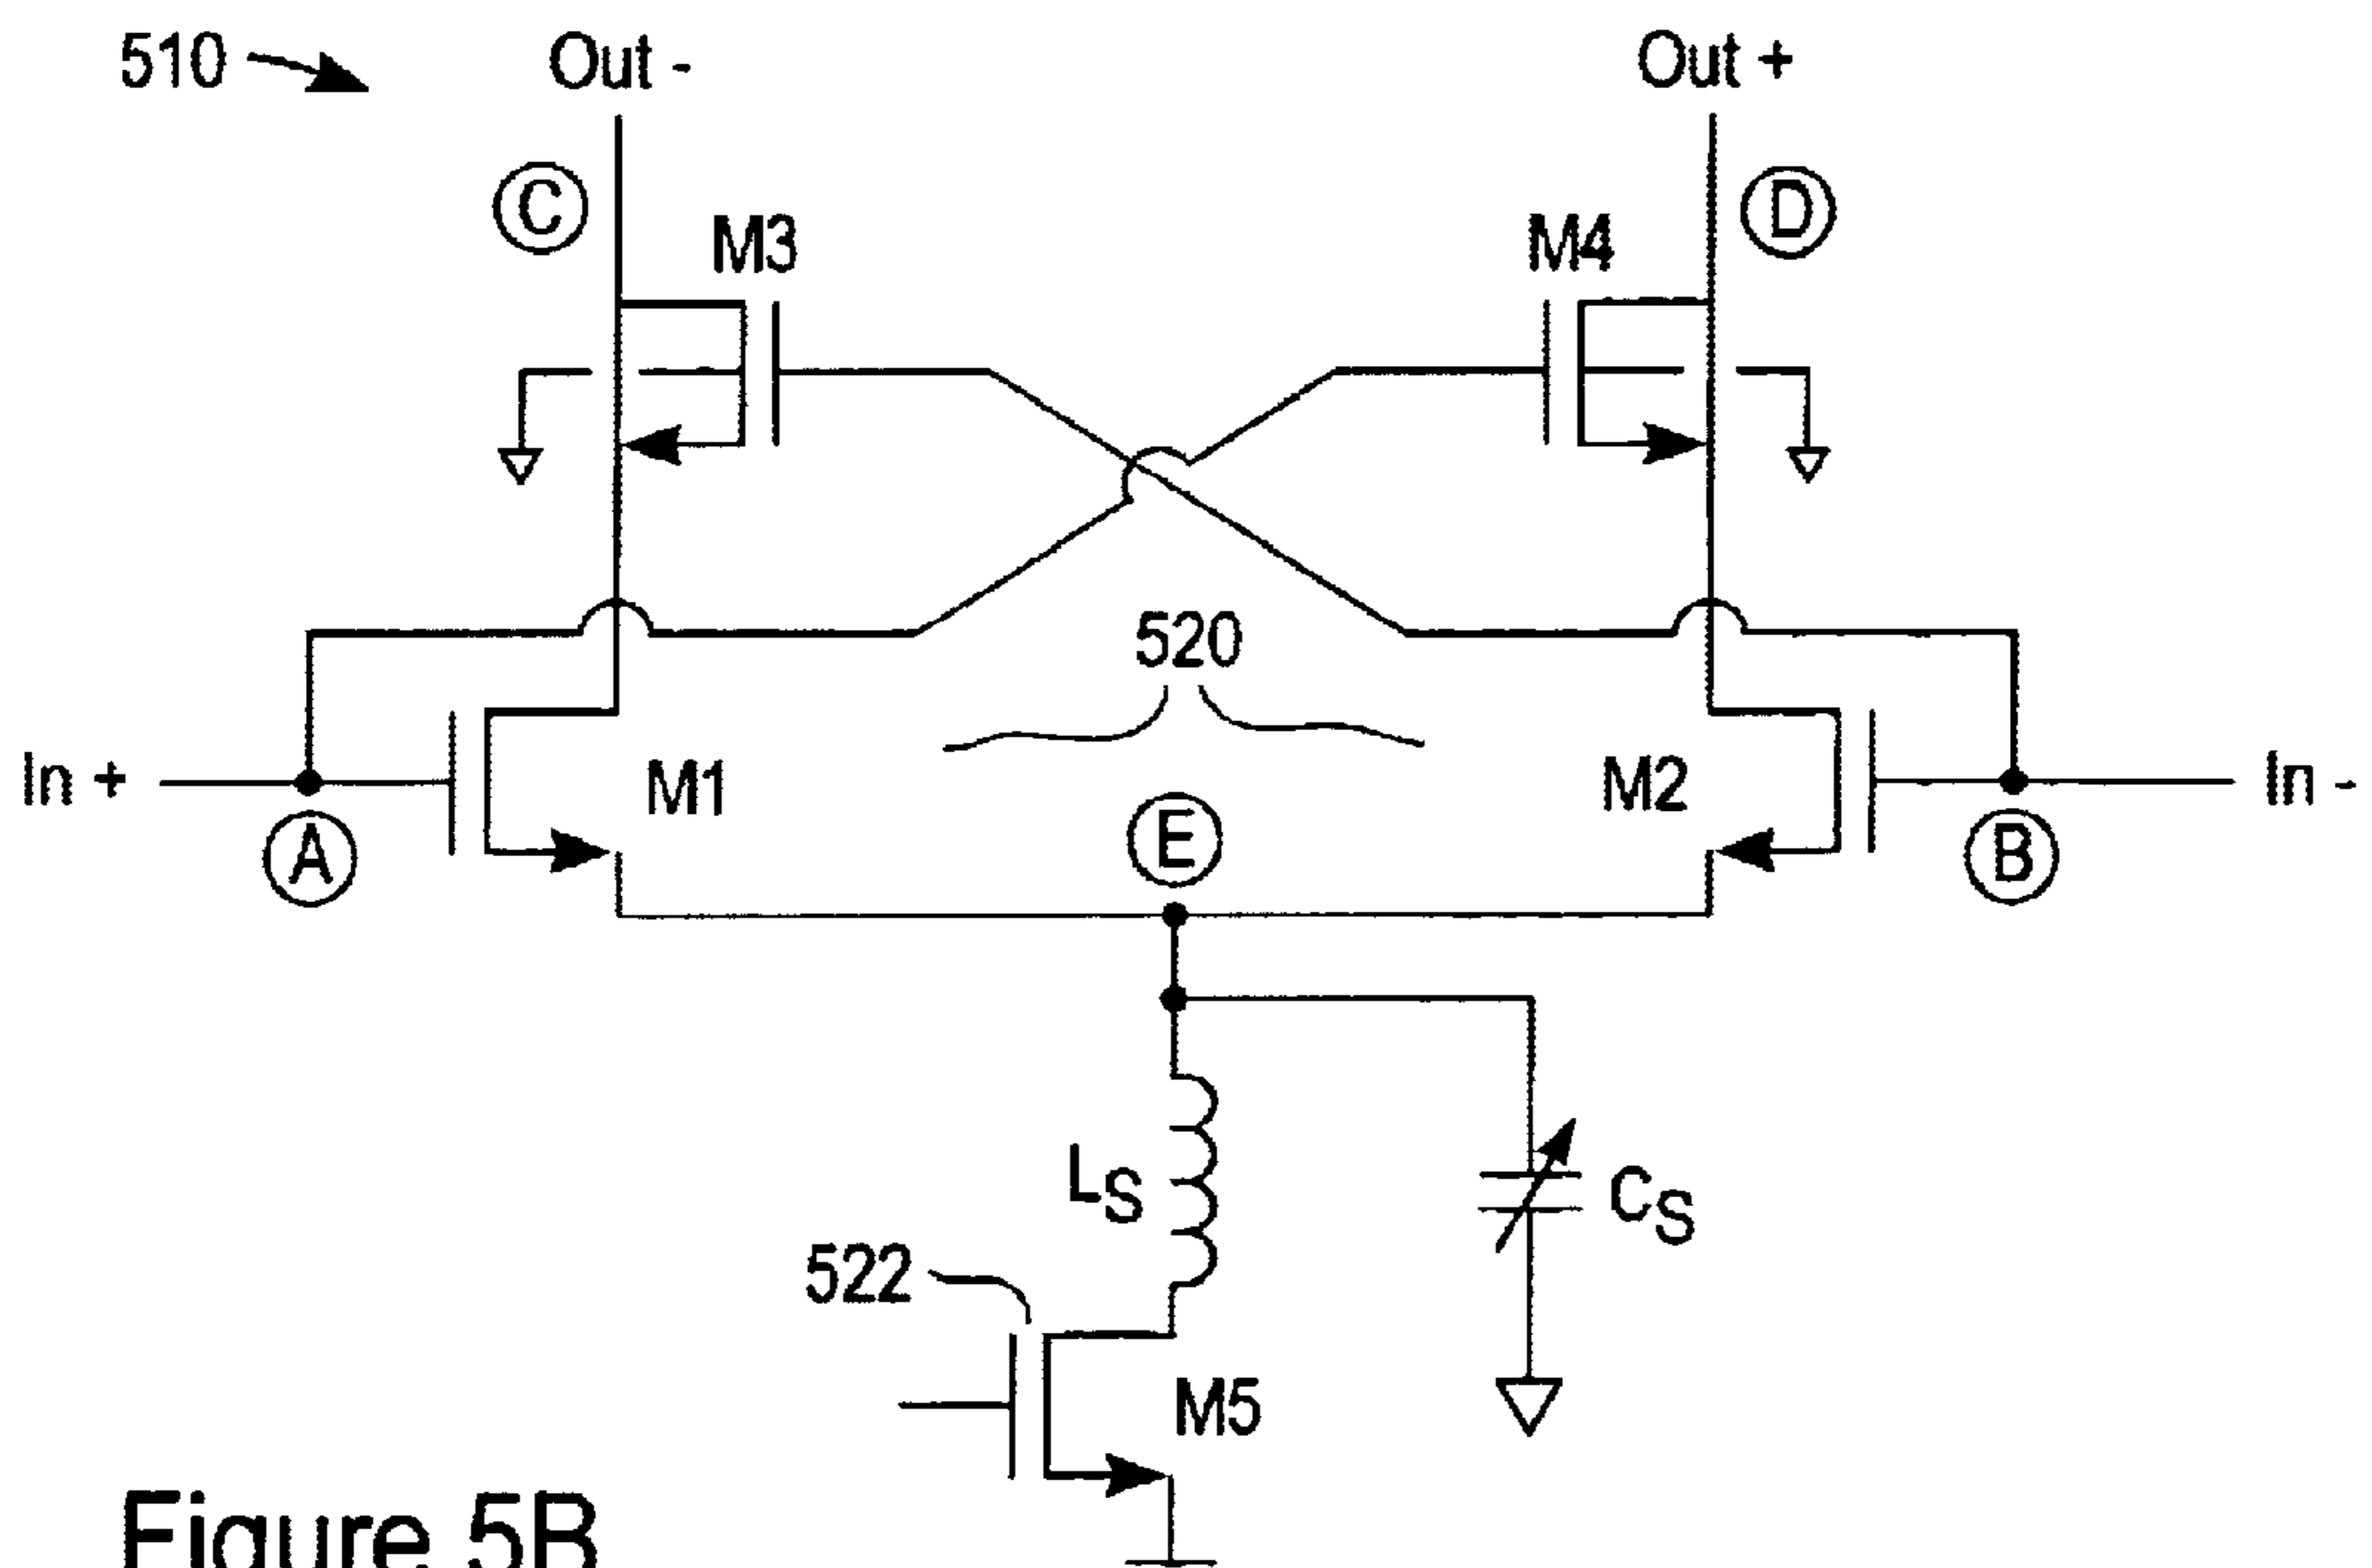 510
Out -
Out +
C
D
M3
M4
520
In +
M1
M2
In -
A
E
B
LS
CS
522
M5
Figure 5B